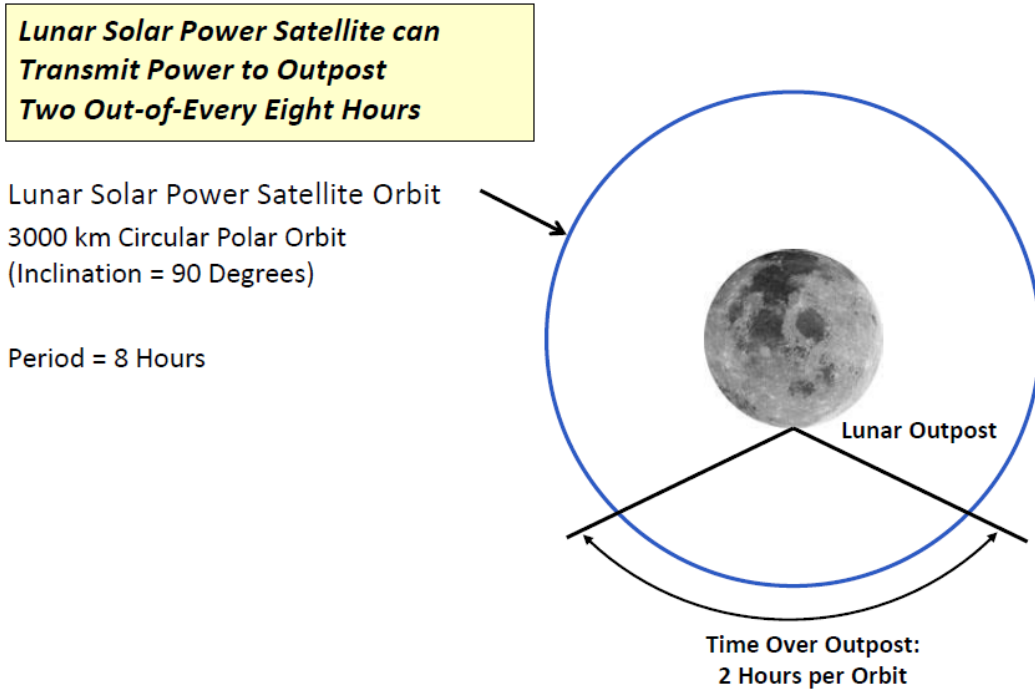 Lunar Solar Power Satellite can
Transmit Power to Outpost
Two Out-of-Every Eight Hours
Lunar Solar Power Satellite Orbit
3000 km Circular Polar Orbit
(Inclination = 90 Degrees)
Period = 8 Hours
Lunar Outpost
Time Over Outpost:
2 Hours per Orbit